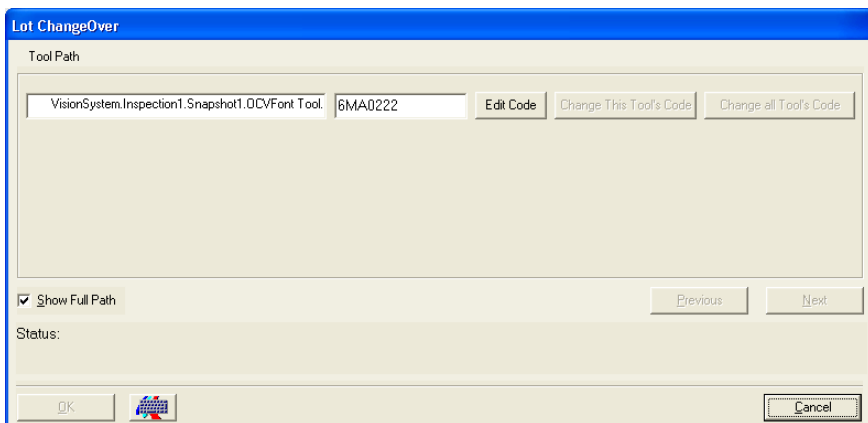 Lot ChangeOver
Tool Path
VisionSystem.Inspection1.Snapshot1.OCVFont Tool. 6MA0222 Edit Code Change This Tool's Code Change all Tool's Code
Show Full Path Previous Next
Status:
OK Cancel